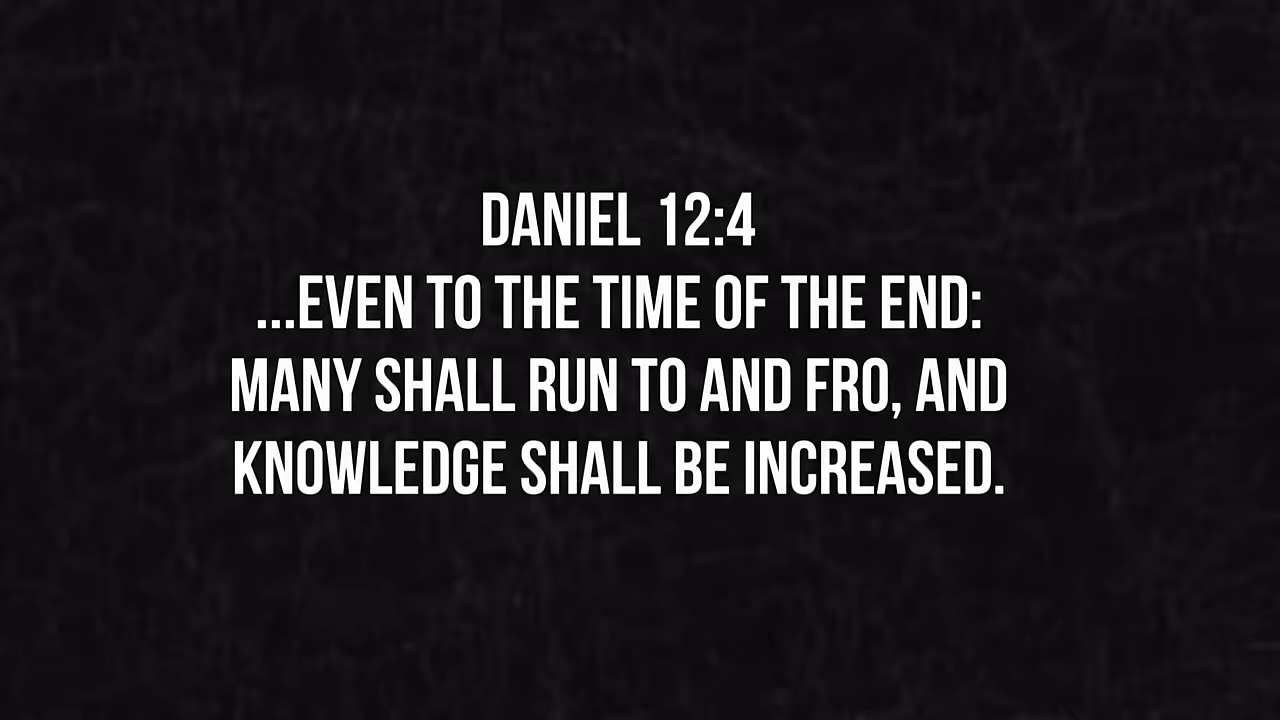 DANIEL 12:4
...EVEN TO THE TIME OF THE END:
MANY SHALL RUN TO AND FRO, AND
KNOWLEDGE SHALL BE INCREASED.